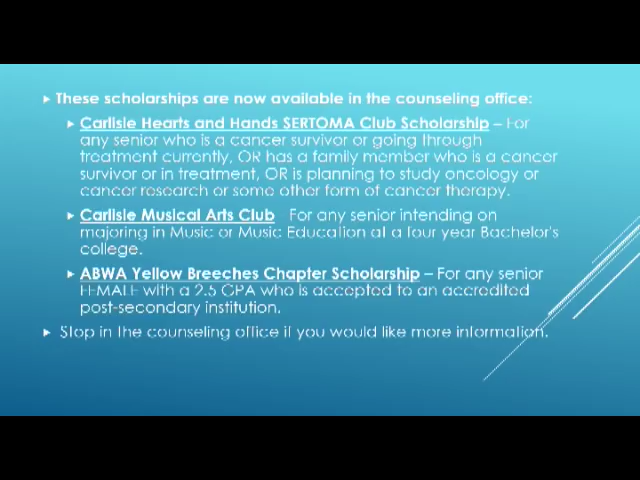 These scholarships are now available in the counseling office:
Carlisle Hearts and Hands SERTOMA Club Scholarship – For
any senior who is a cancer survivor or going through
treatment currently, OR has a family member who is a cancer
survivor or in treatment, OR is planning to study oncology or
cancer research or some other form of cancer therapy.
Carlisle Musical Arts Club For any senior intending on
majoring in Music or Music Education at a four year Bachelor's
college.
ABWA Yellow Breeches Chapter Scholarship – For any senior
FEMALE with a 2.5 GPA who is accepted to an accredited
post-secondary institution.
Stop in the counseling office if you would like more information.